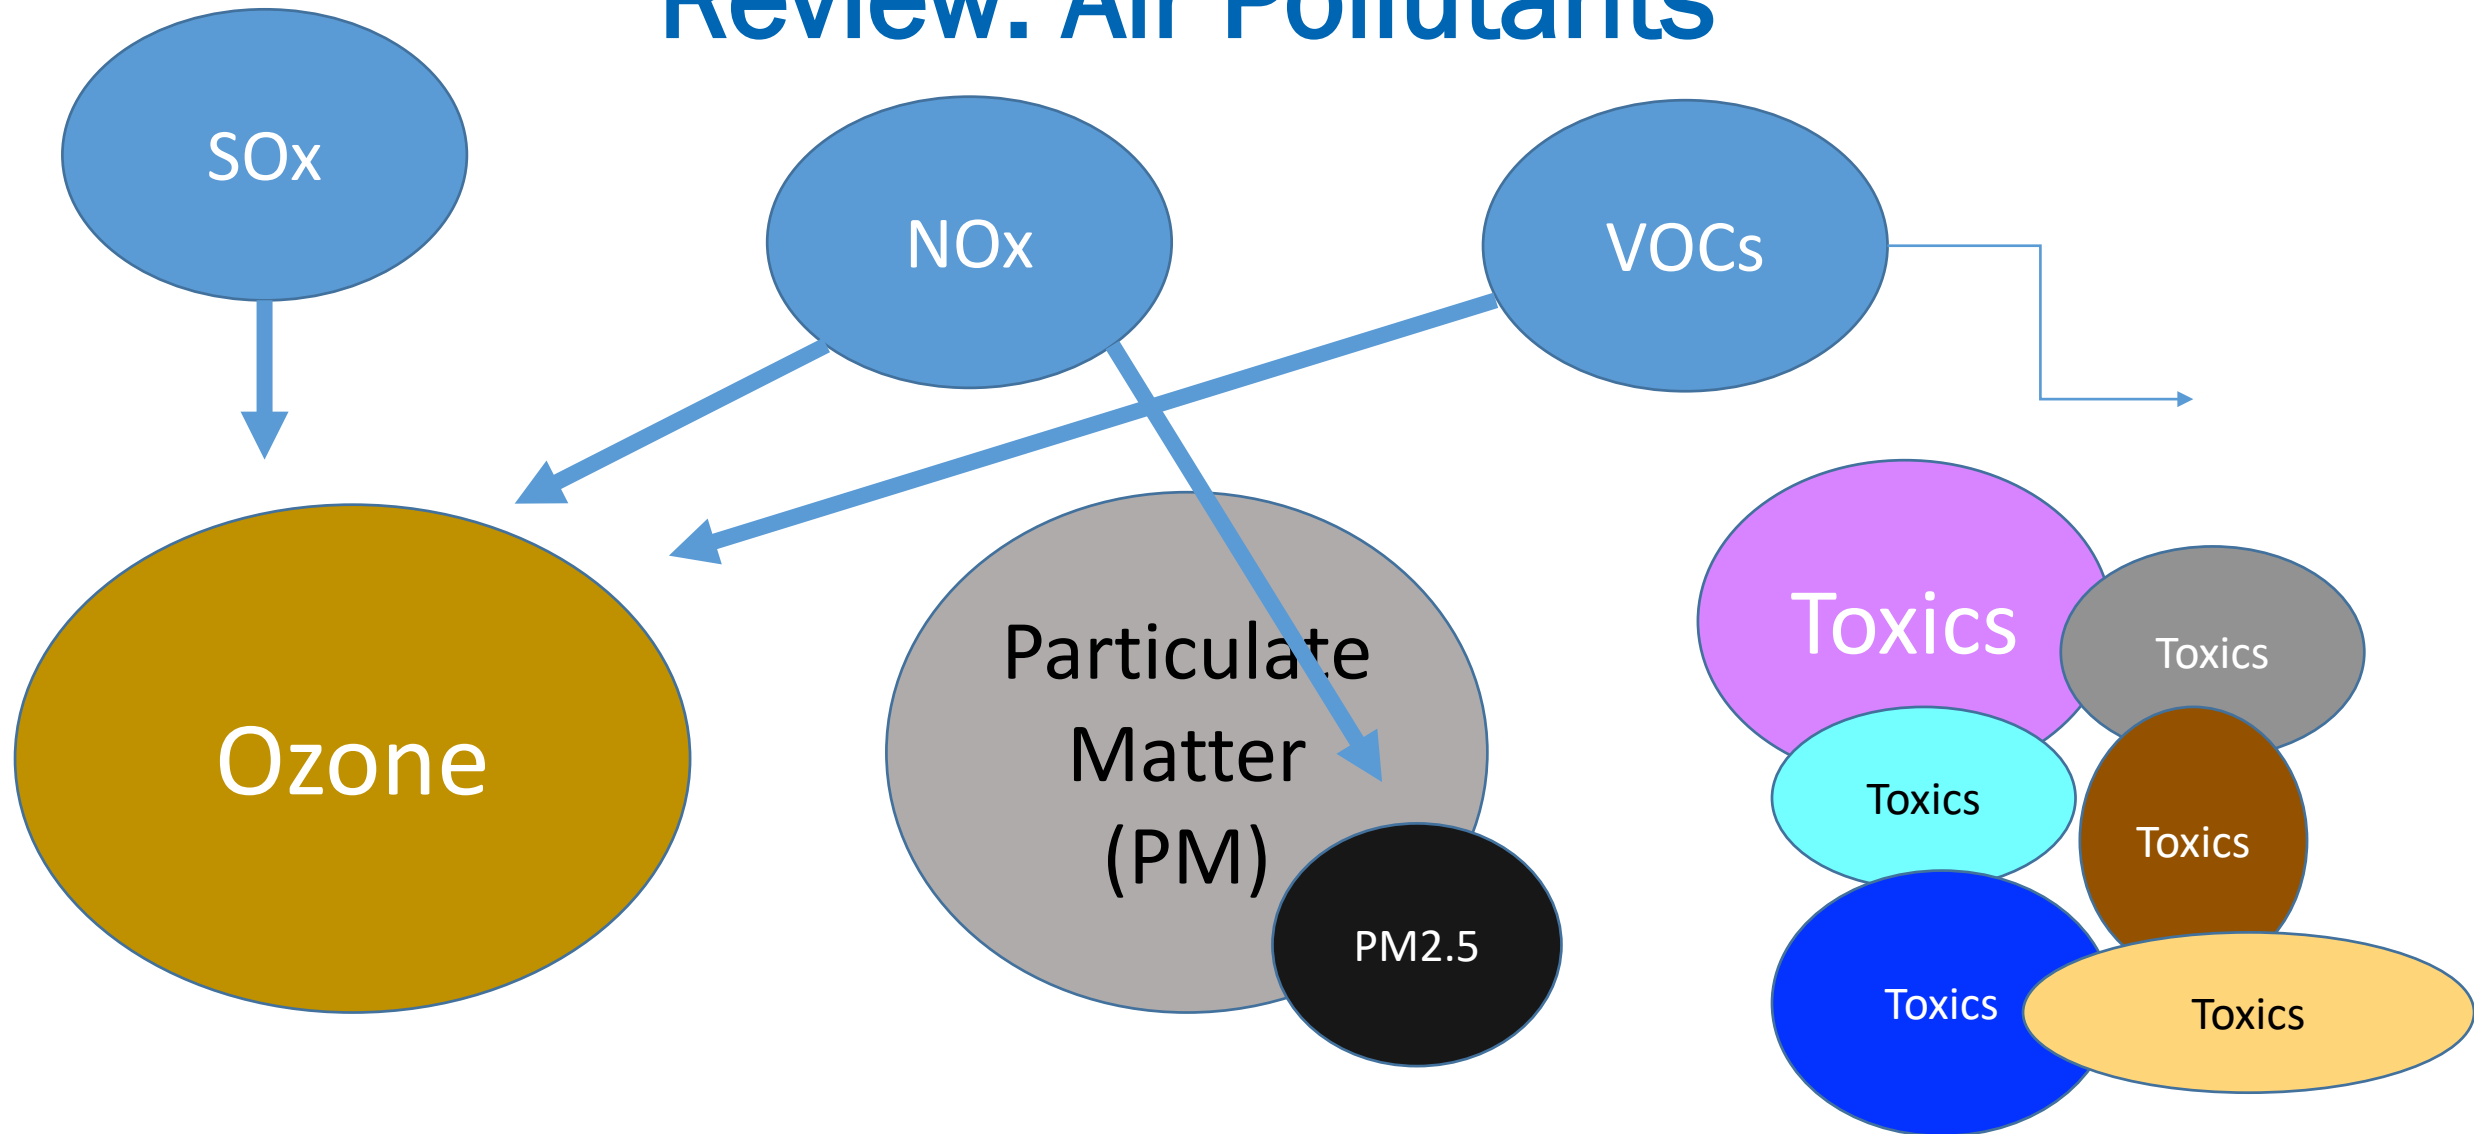 Review: Air Pollutants
SOx
NOx
VOCs
Ozone
Particulate
Matter
(PM)
PM2.5
Toxics
Toxics
Toxics
Toxics
Toxics
Toxics